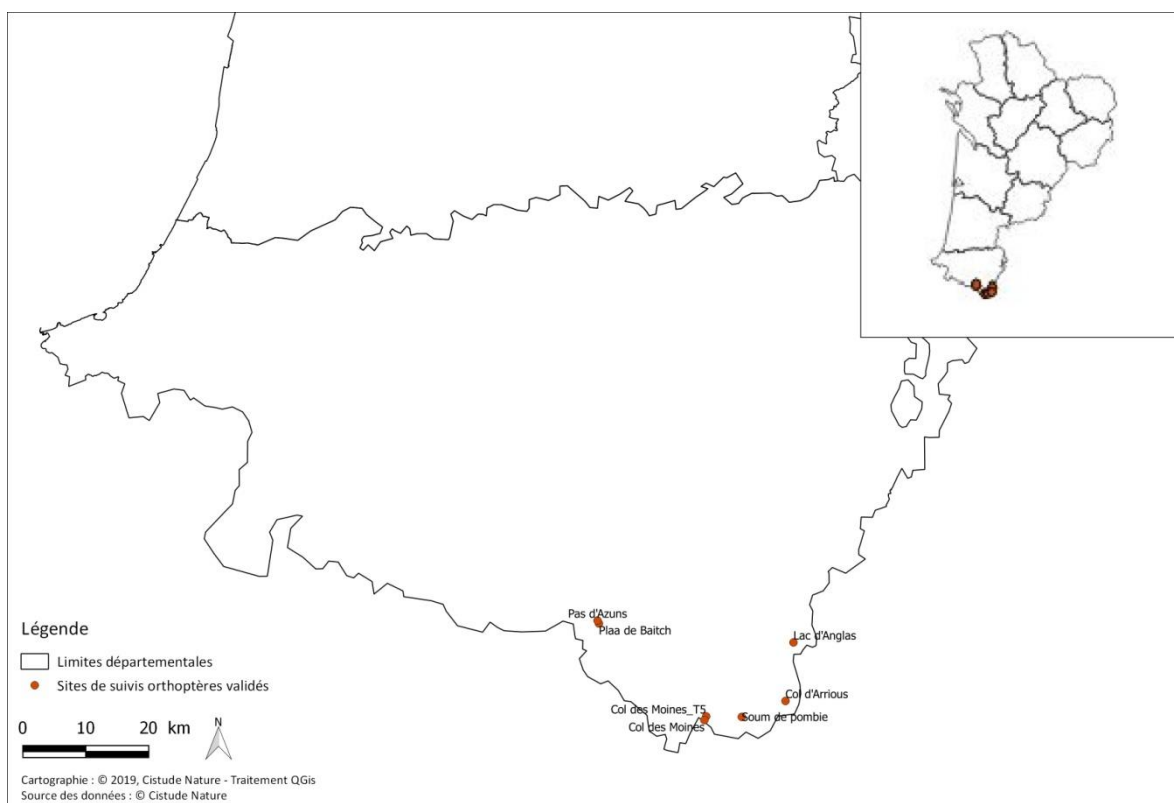 Pas d'Azuns
Plaa de Baitch
Lac d'Anglas
Col d'Arrious
Col des Moines_T5
Soum de pombie
Col des Moines
Légende
Limites départementales
Sites de suivis orthoptères validés
0 10 20 km
N
Cartographie : © 2019, Cistude Nature - Traitement QGis
Source des données : © Cistude Nature